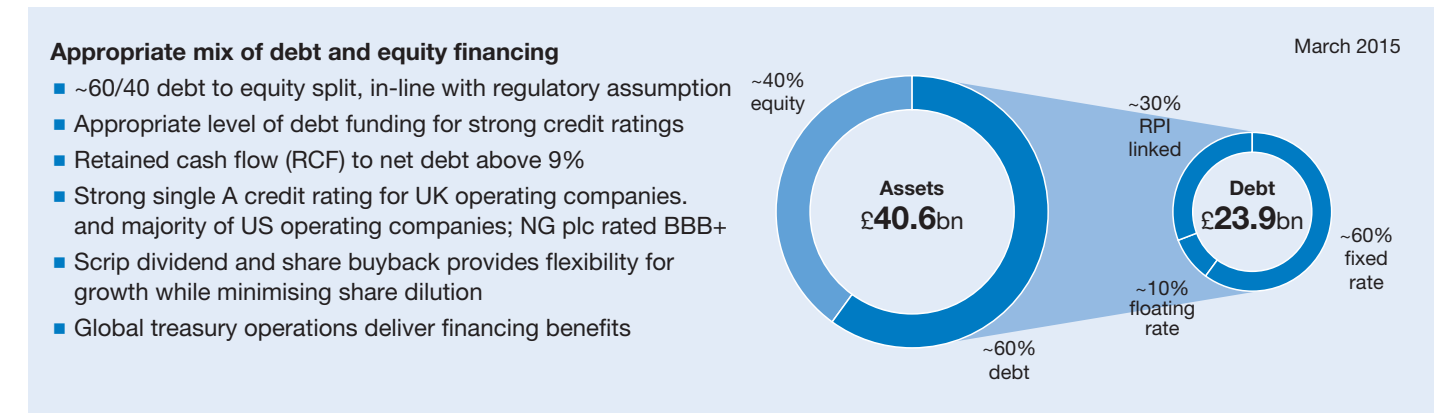 Appropriate mix of debt and equity financing
■ ~60/40 debt to equity split, in-line with regulatory assumption
■ Appropriate level of debt funding for strong credit ratings
■ Retained cash flow (RCF) to net debt above 9%
■ Strong single A credit rating for UK operating companies.
and majority of US operating companies; NG plc rated BBB+
■ Scrip dividend and share buyback provides flexibility for
growth while minimising share dilution
■ Global treasury operations deliver financing benefits
March 2015
~40%
equity
Assets
£40.6bn
~60%
debt
~30%
RPI
linked
Debt
£23.9bn
~60%
fixed
rate
~10%
floating
rate